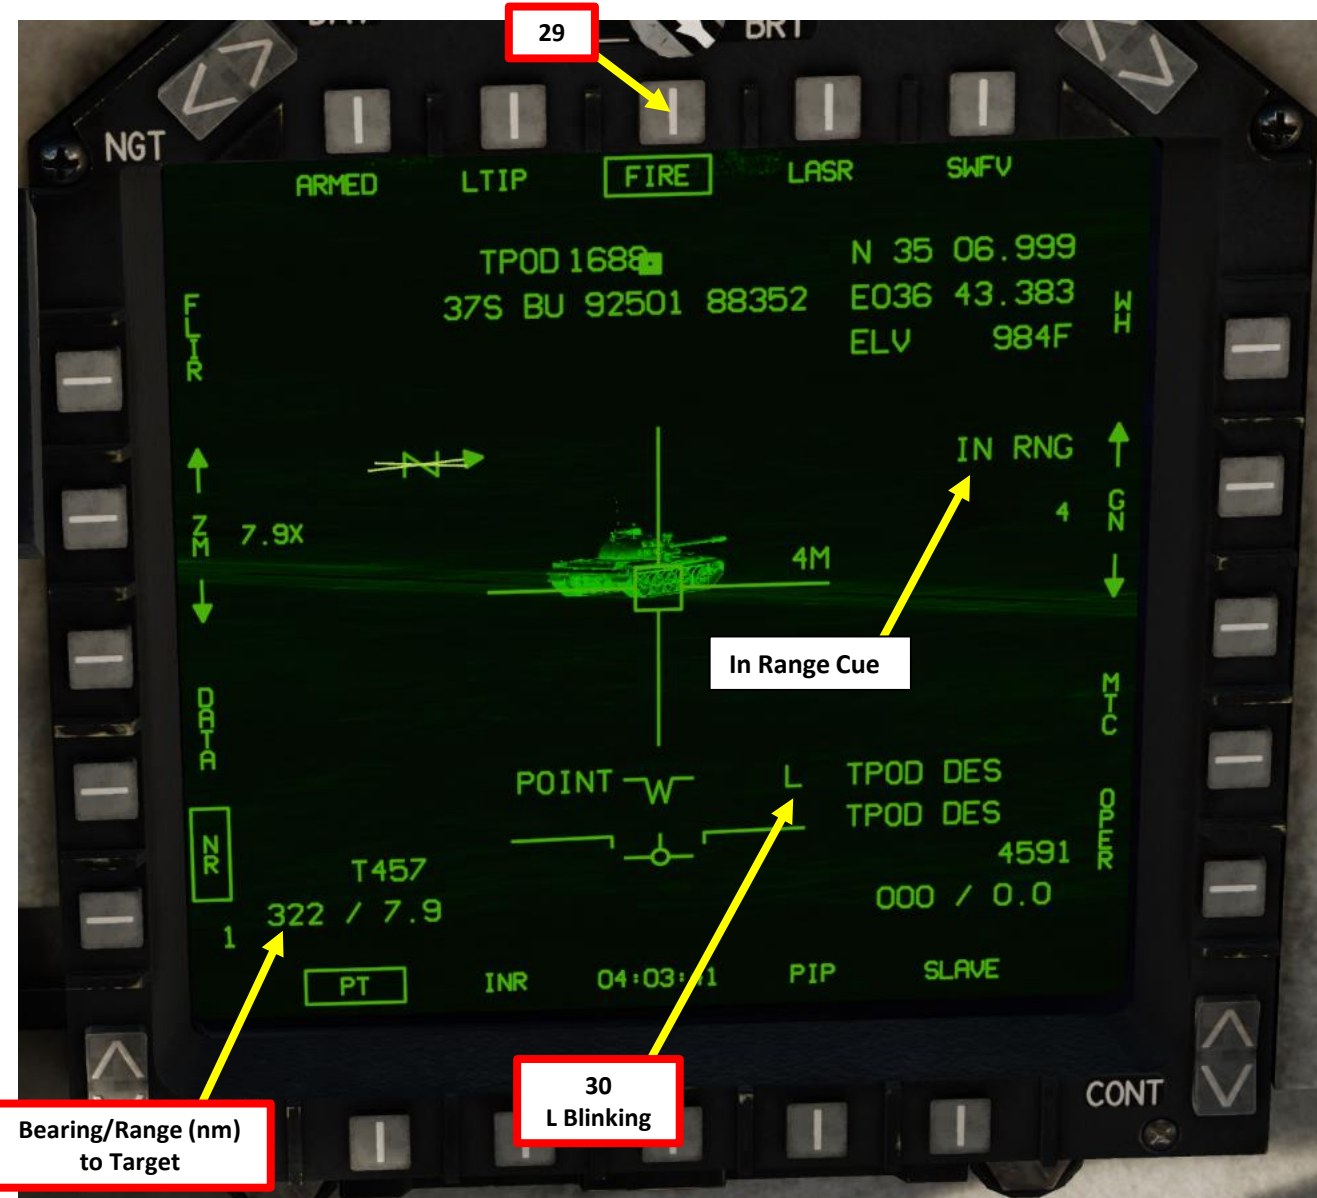 29
BRT
NGT
ARMED
LTIP
FIRE
LASR
SWFV
TPOD 1688
N 35 06.999
37S BU 92501 88352
E036 43.383
ELV 984F
FLIR
WH
IN RNG
N
4
GN
ZM
7.9X
4M
In Range Cue
DATA
MTC
POINT
W
L
TPOD DES
TPOD DES
OPER
NR
T457
4591
322 / 7.9
000 / 0.0
1
PT
INR
PIP
SLAVE
30
L Blinking
CONT
Bearing/Range (nm)
to Target